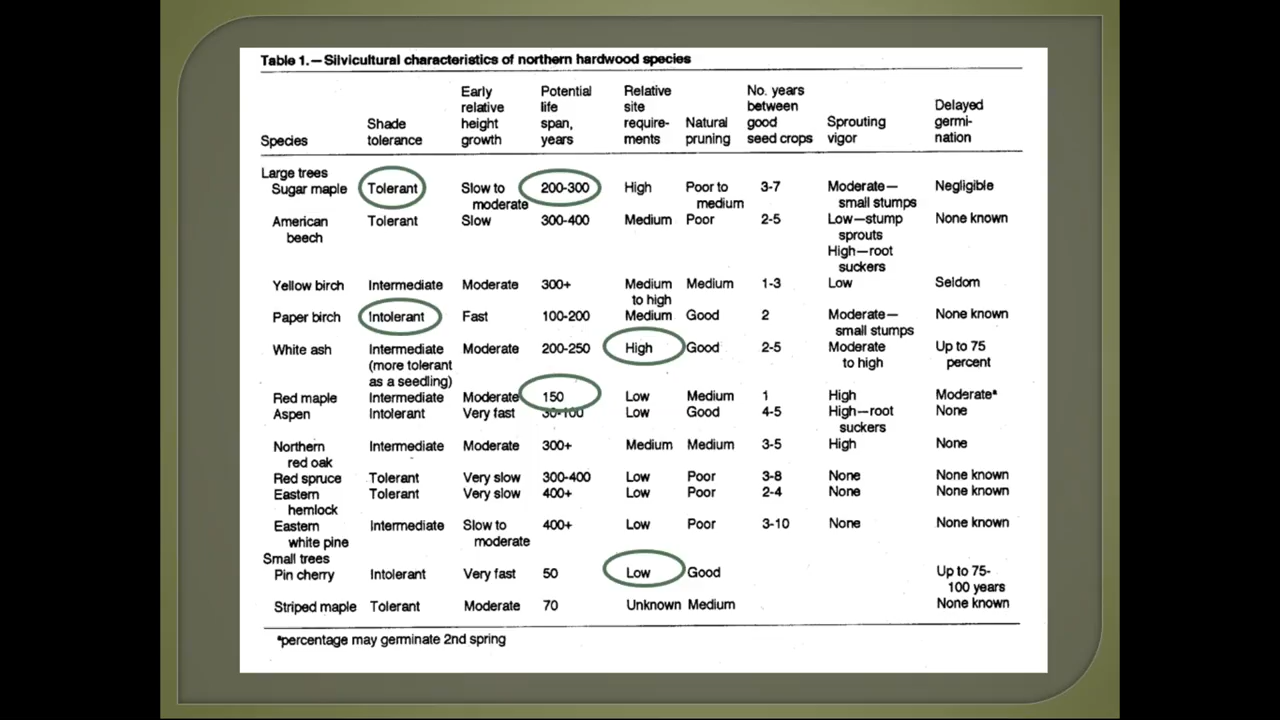 Table 1.—Silvicultural characteristics of northern hardwood species
Species Shade tolerance Early relative height growth Potential life span, years Relative site require- ments Natural pruning No. years between good seed crops Sprouting vigor Delayed germi- nation
Large trees
Sugar maple Tolerant Slow to moderate 200-300 High Poor to medium 3-7 Moderate— small stumps Negligible
American beech Tolerant Slow 300-400 Medium Poor 2-5 Low—stump sprouts High—root suckers None known
Yellow birch Intermediate Moderate 300+ Medium to high Medium 1-3 Low Seldom
Paper birch Intolerant Fast 100-200 Medium Good 2 Moderate— small stumps None known
White ash Intermediate (more tolerant as a seedling) Moderate 200-250 High Good 2-5 Moderate to high Up to 75 percent
Red maple Intermediate Moderate 150 Low Medium 1 High Moderateᵃ
Aspen Intolerant Very fast 30-100 Low Good 4-5 High—root suckers None
Northern red oak Intermediate Moderate 300+ Medium Medium 3-5 High None
Red spruce Tolerant Very slow 300-400 Low Poor 3-8 None None known
Eastern hemlock Tolerant Very slow 400+ Low Poor 2-4 None None known
Eastern white pine Intermediate Slow to moderate 400+ Low Poor 3-10 None None known
Small trees
Pin cherry Intolerant Very fast 50 Low Good Up to 75- 100 years
Striped maple Tolerant Moderate 70 Unknown Medium None known
ᵃpercentage may germinate 2nd spring